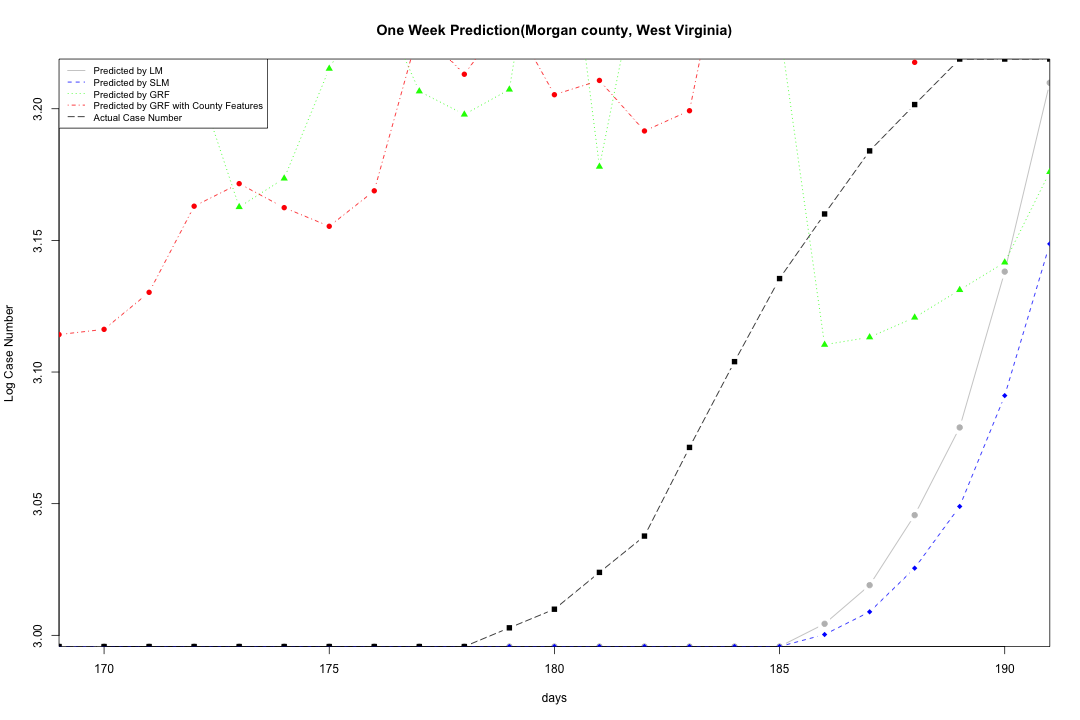 One Week Prediction(Morgan county, West Virginia)
Predicted by LM
Predicted by SLM
Predicted by GRF
Predicted by GRF with County Features
Actual Case Number
3.20
3.15
3.10
3.05
3.00
Log Case Number
170
175
180
185
190
days